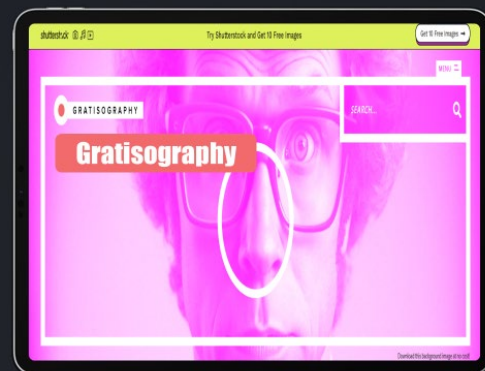 shutterstock
Try Shutterstock and Get 10 Free Images
Get 10 Free Images →
MENU
GRATISOGRAPHY
SEARCH...
Gratisography
Download this background image at no cost!